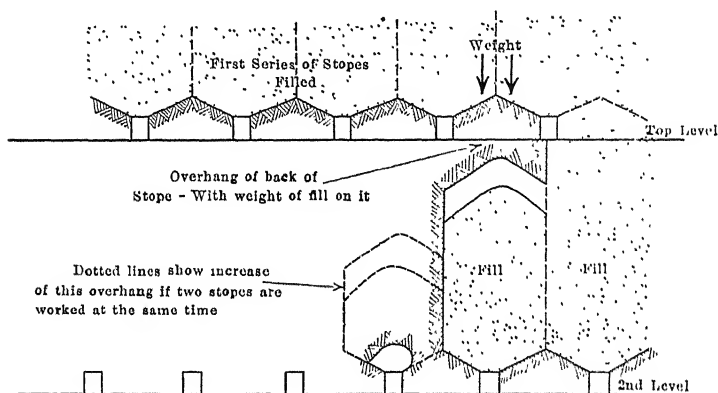 Weight
First Series of Stopes
Filled
Top Level
Overhang of back of
Stope - With weight of fill on it
Dotted lines show increase
of this overhang if two stopes are
worked at the same time
Fill
Fill
2nd Level